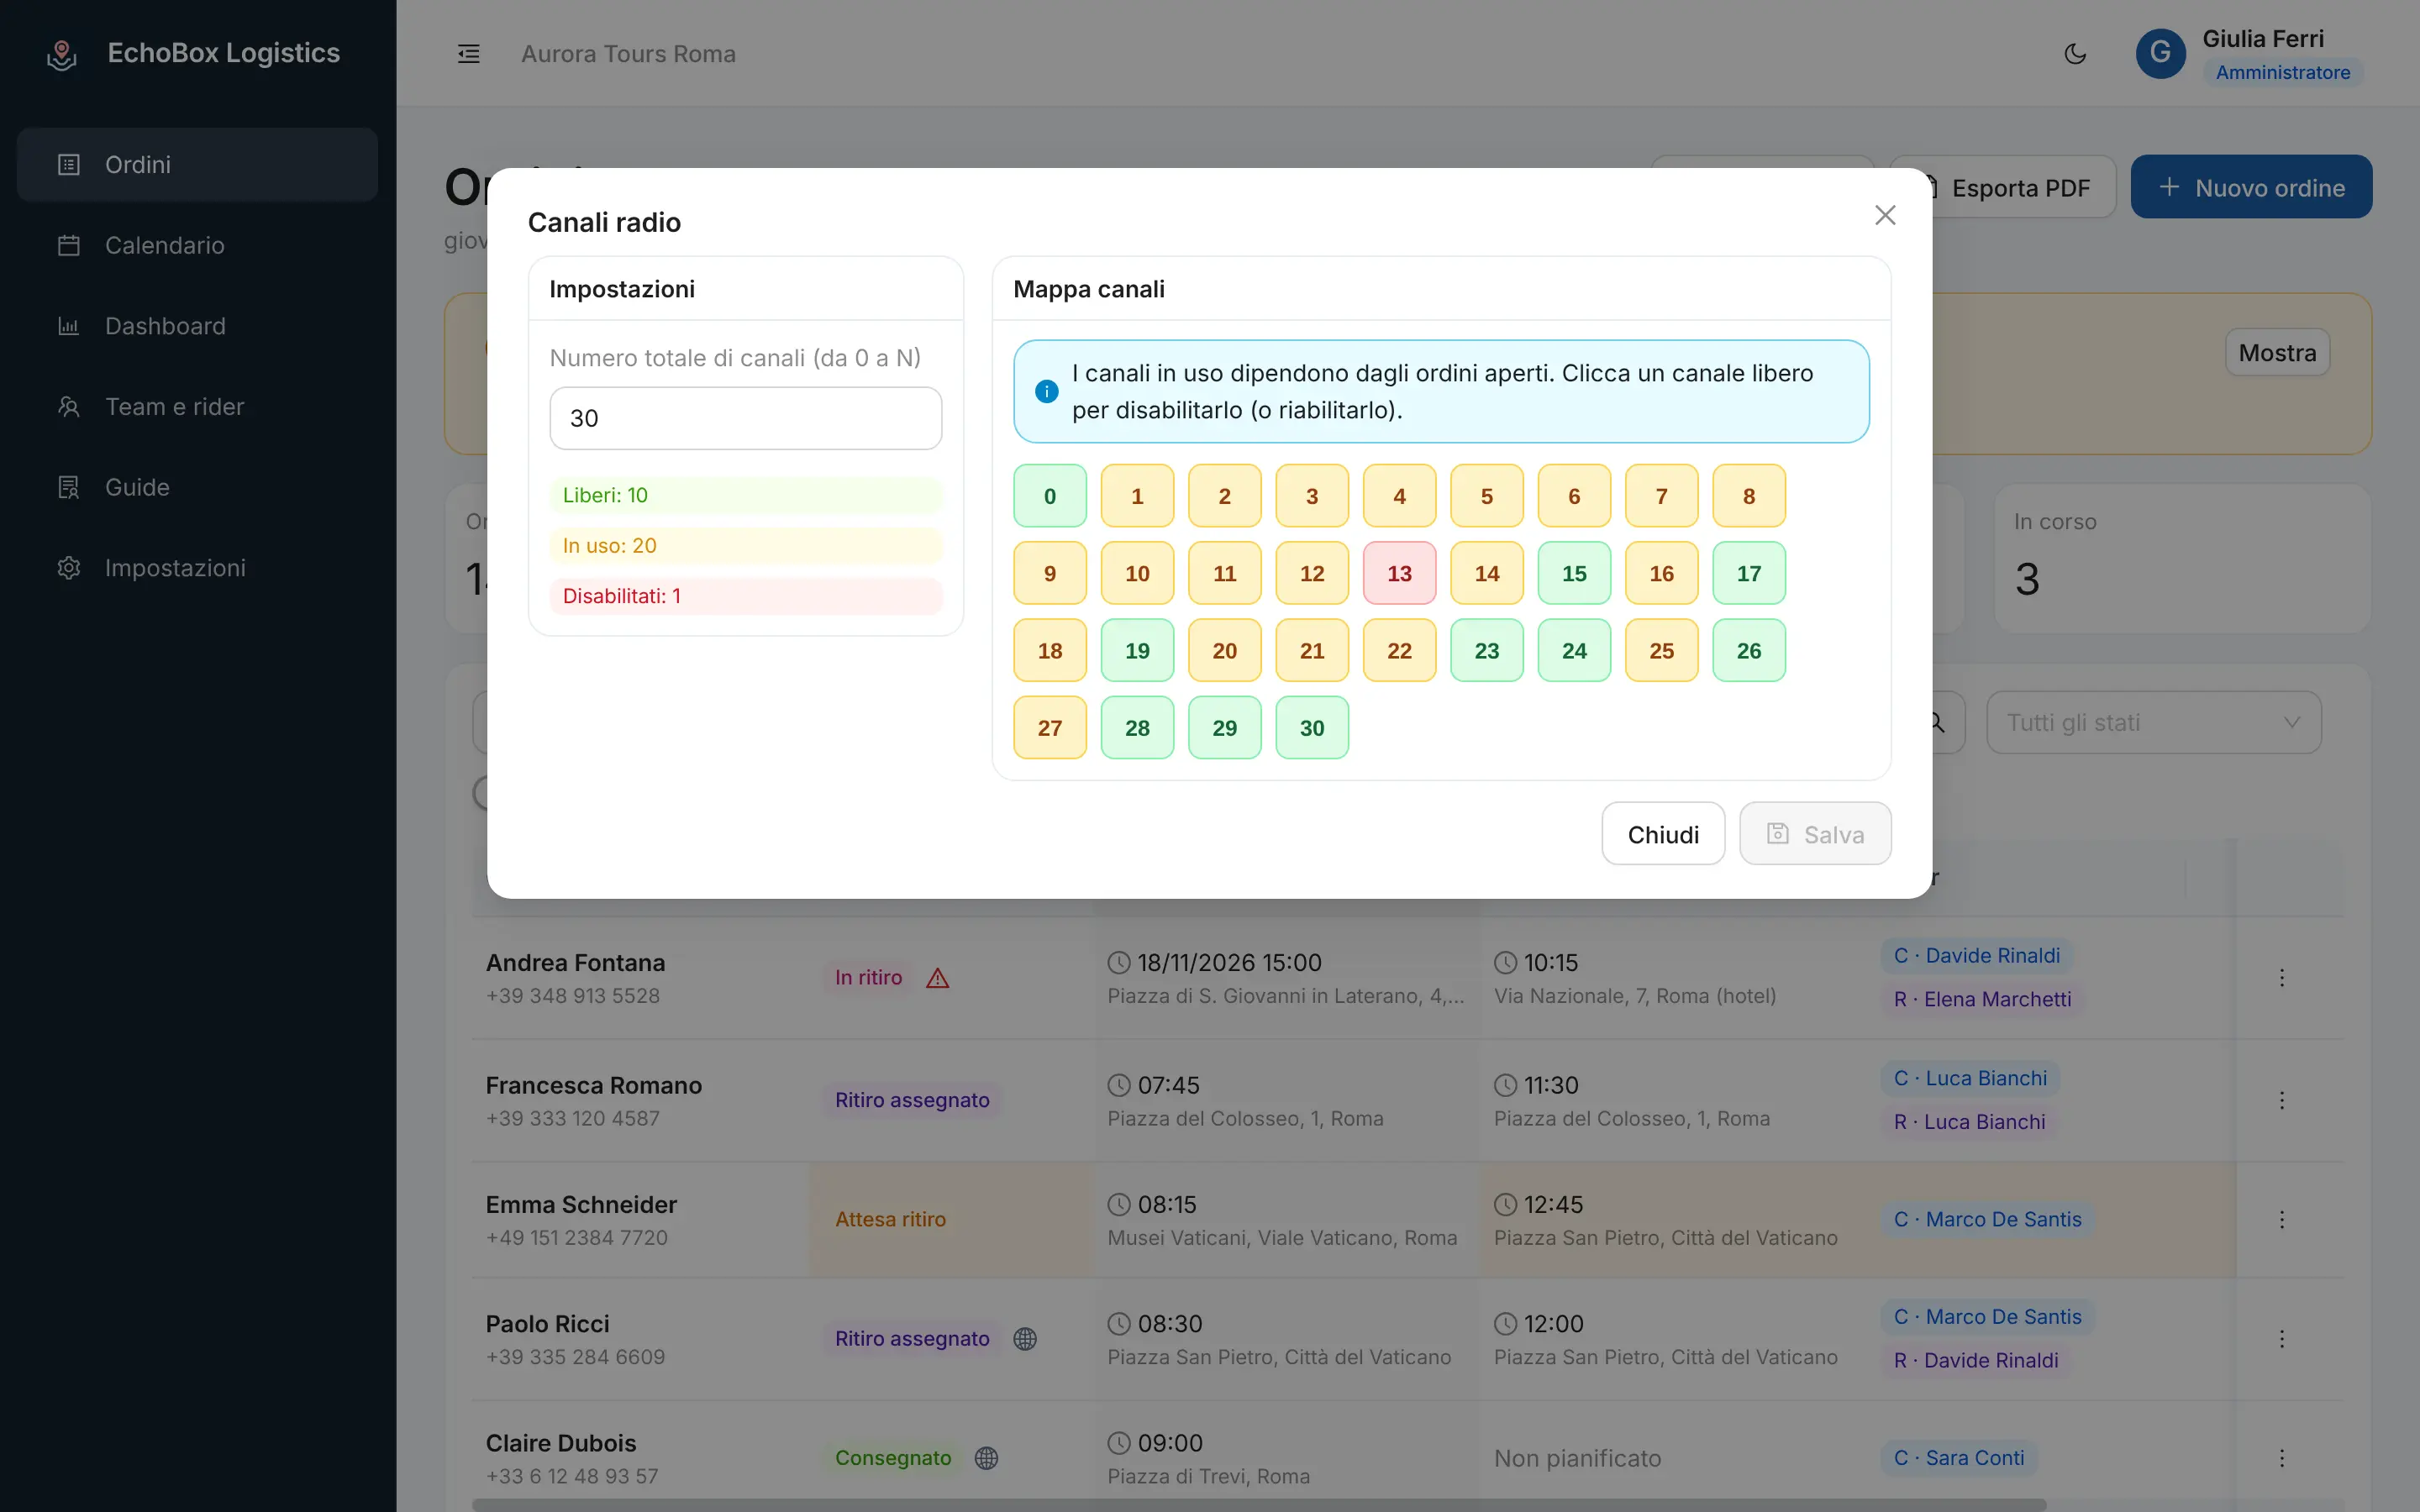 EchoBox Logistics
Aurora Tours Roma
G
Giulia Ferri
Amministratore
Ordini
Calendario
Dashboard
Team e rider
Guide
Impostazioni
Esporta PDF
+ Nuovo ordine
Mostra
In corso
3
Tutti gli stati
Canali radio
Impostazioni
Numero totale di canali (da 0 a N)
30
Liberi: 10
In uso: 20
Disabilitati: 1
Mappa canali
I canali in uso dipendono dagli ordini aperti. Clicca un canale libero
per disabilitarlo (o riabilitarlo).
0 1 2 3 4 5 6 7 8
9 10 11 12 13 14 15 16 17
18 19 20 21 22 23 24 25 26
27 28 29 30
Chiudi
Salva
Andrea Fontana
+39 348 913 5528
In ritiro
18/11/2026 15:00
Piazza di S. Giovanni in Laterano, 4,...
10:15
Via Nazionale, 7, Roma (hotel)
C · Davide Rinaldi
R · Elena Marchetti
Francesca Romano
+39 333 120 4587
Ritiro assegnato
07:45
Piazza del Colosseo, 1, Roma
11:30
Piazza del Colosseo, 1, Roma
C · Luca Bianchi
R · Luca Bianchi
Emma Schneider
+49 151 2384 7720
Attesa ritiro
08:15
Musei Vaticani, Viale Vaticano, Roma
12:45
Piazza San Pietro, Città del Vaticano
C · Marco De Santis
Paolo Ricci
+39 335 284 6609
Ritiro assegnato
08:30
Piazza San Pietro, Città del Vaticano
12:00
Piazza San Pietro, Città del Vaticano
C · Marco De Santis
R · Davide Rinaldi
Claire Dubois
+33 6 12 48 93 57
Consegnato
09:00
Piazza di Trevi, Roma
Non pianificato
C · Sara Conti